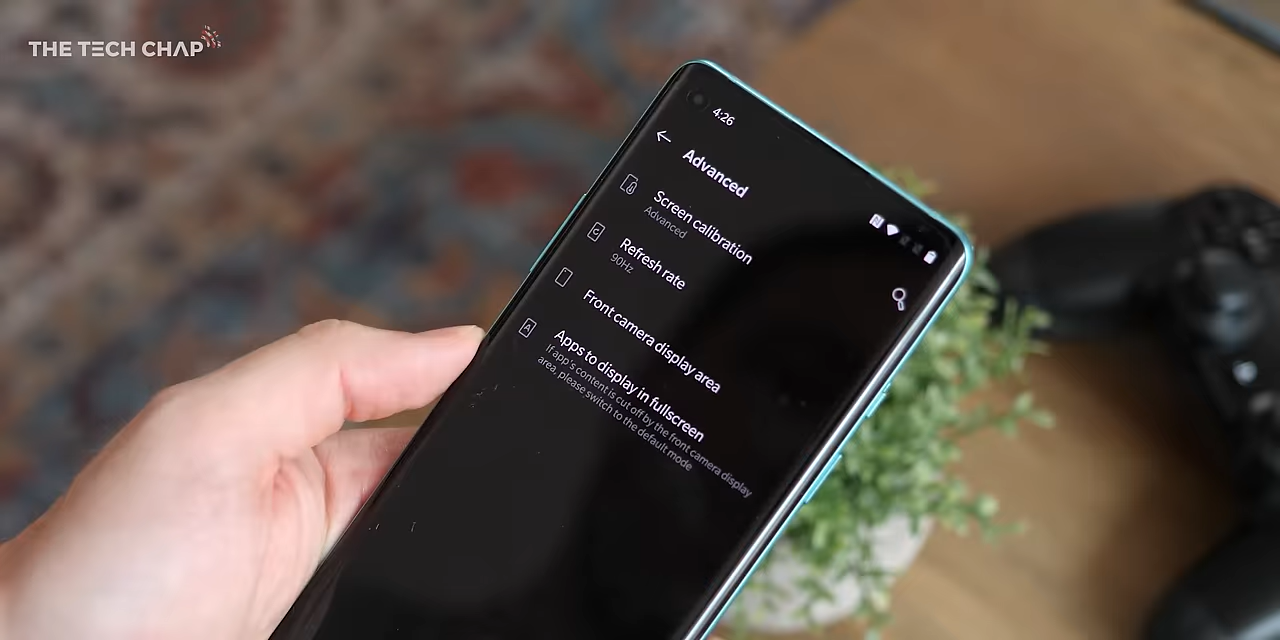 THE TECH CHAP
4:26
Advanced
Screen calibration
Advanced
Refresh rate
90Hz
Front camera display area
Apps to display in fullscreen
If app's content is cut off by the front camera display
area, please switch to the default mode